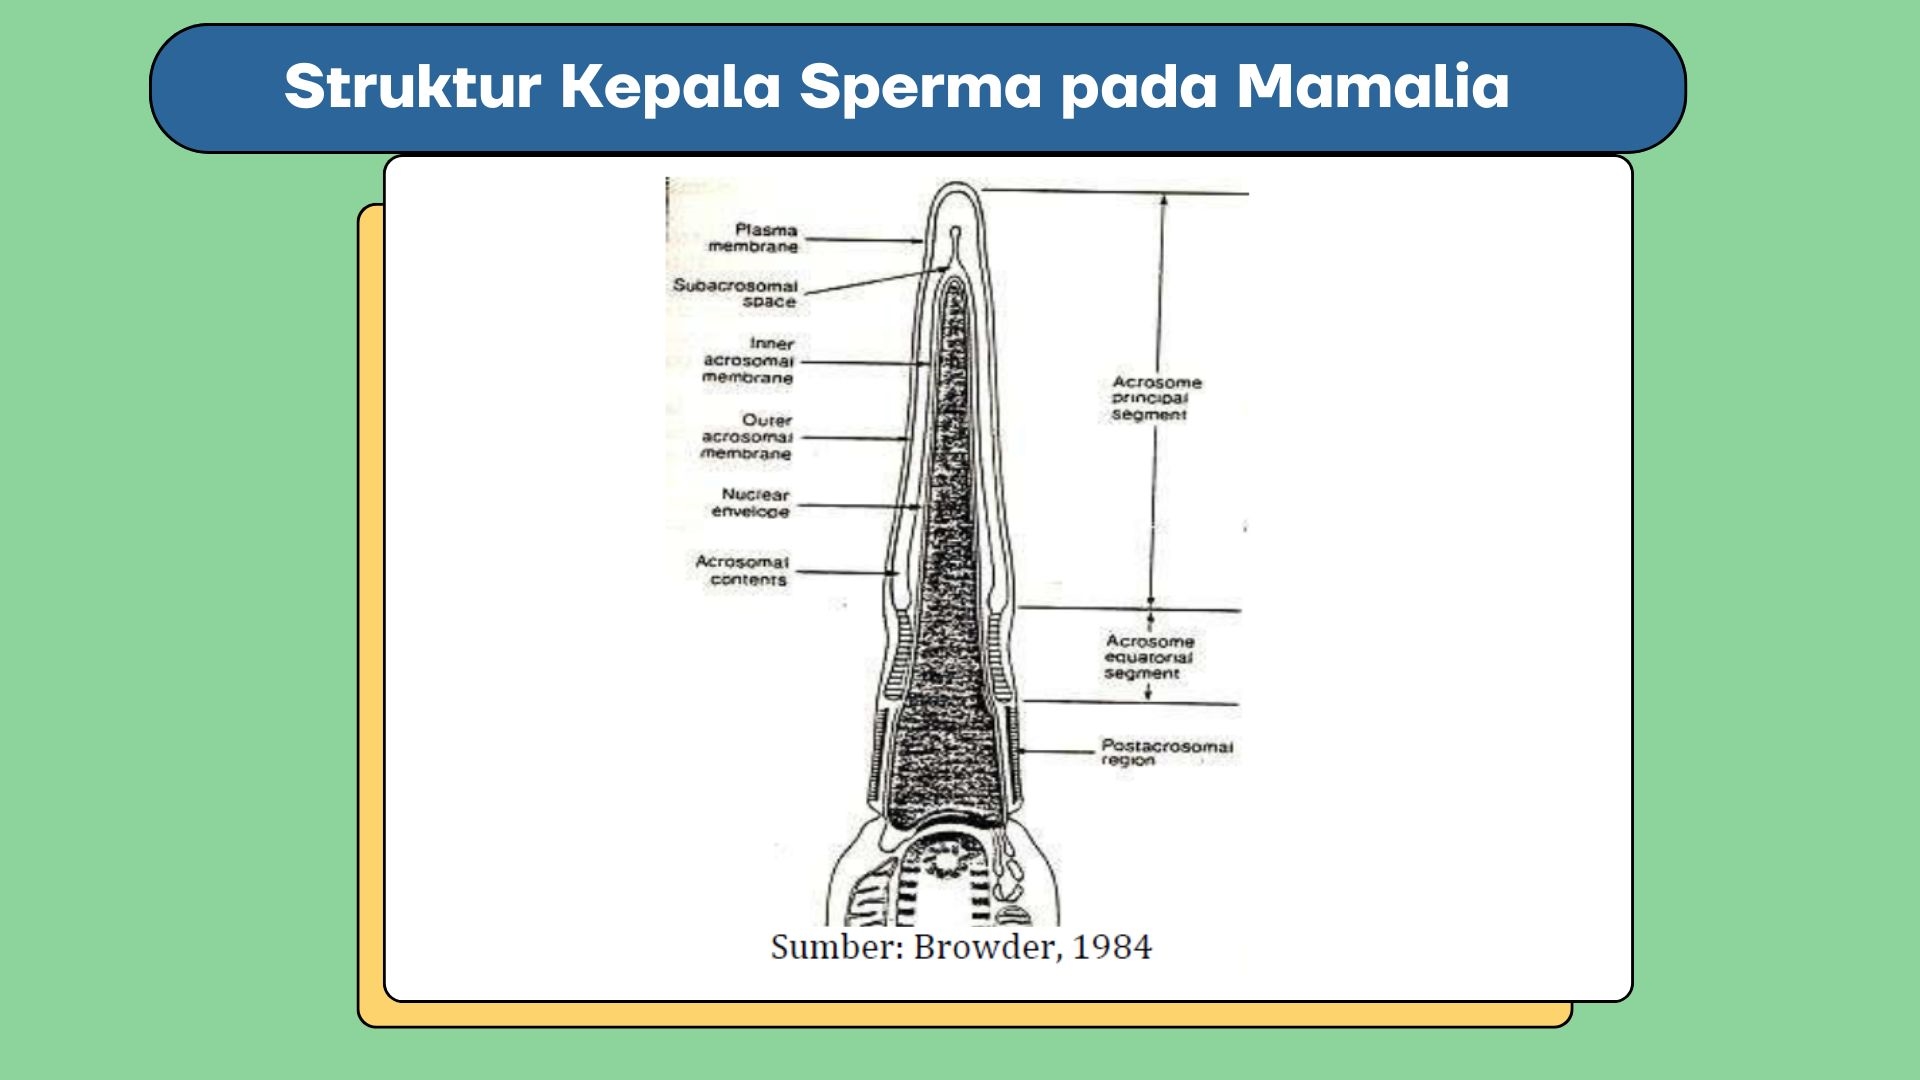 Struktur Kepala Sperma pada Mamalia
Plasma
membrane
Subacrosomal
space
Inner
acrosomal
membrane
Outer
acrosomal
membrane
Nuclear
envelope
Acrosomal
contents
Acrosome
principal
segment
Acrosome
equatorial
segment
Postacrosomal
region
Sumber: Browder, 1984